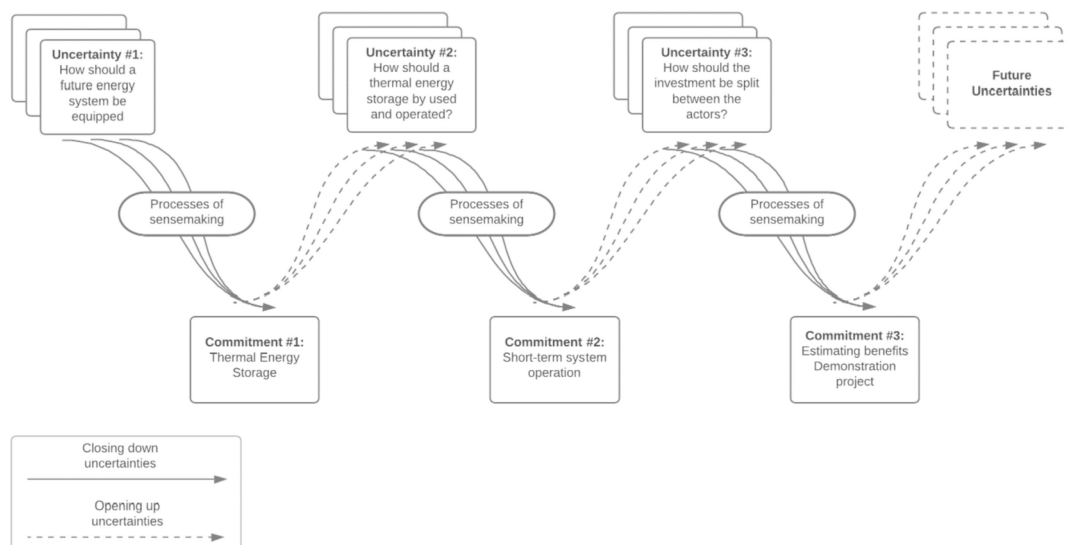 Uncertainty #1:
How should a
future energy
system be
equipped
Uncertainty #2:
How should a
thermal energy
storage by used
and operated?
Uncertainty #3:
How should the
investment be split
between the
actors?
Future
Uncertainties
Processes of
sensemaking
Processes of
sensemaking
Processes of
sensemaking
Commitment #1:
Thermal Energy
Storage
Commitment #2:
Short-term system
operation
Commitment #3:
Estimating benefits
Demonstration
project
Closing down
uncertainties
Opening up
uncertainties